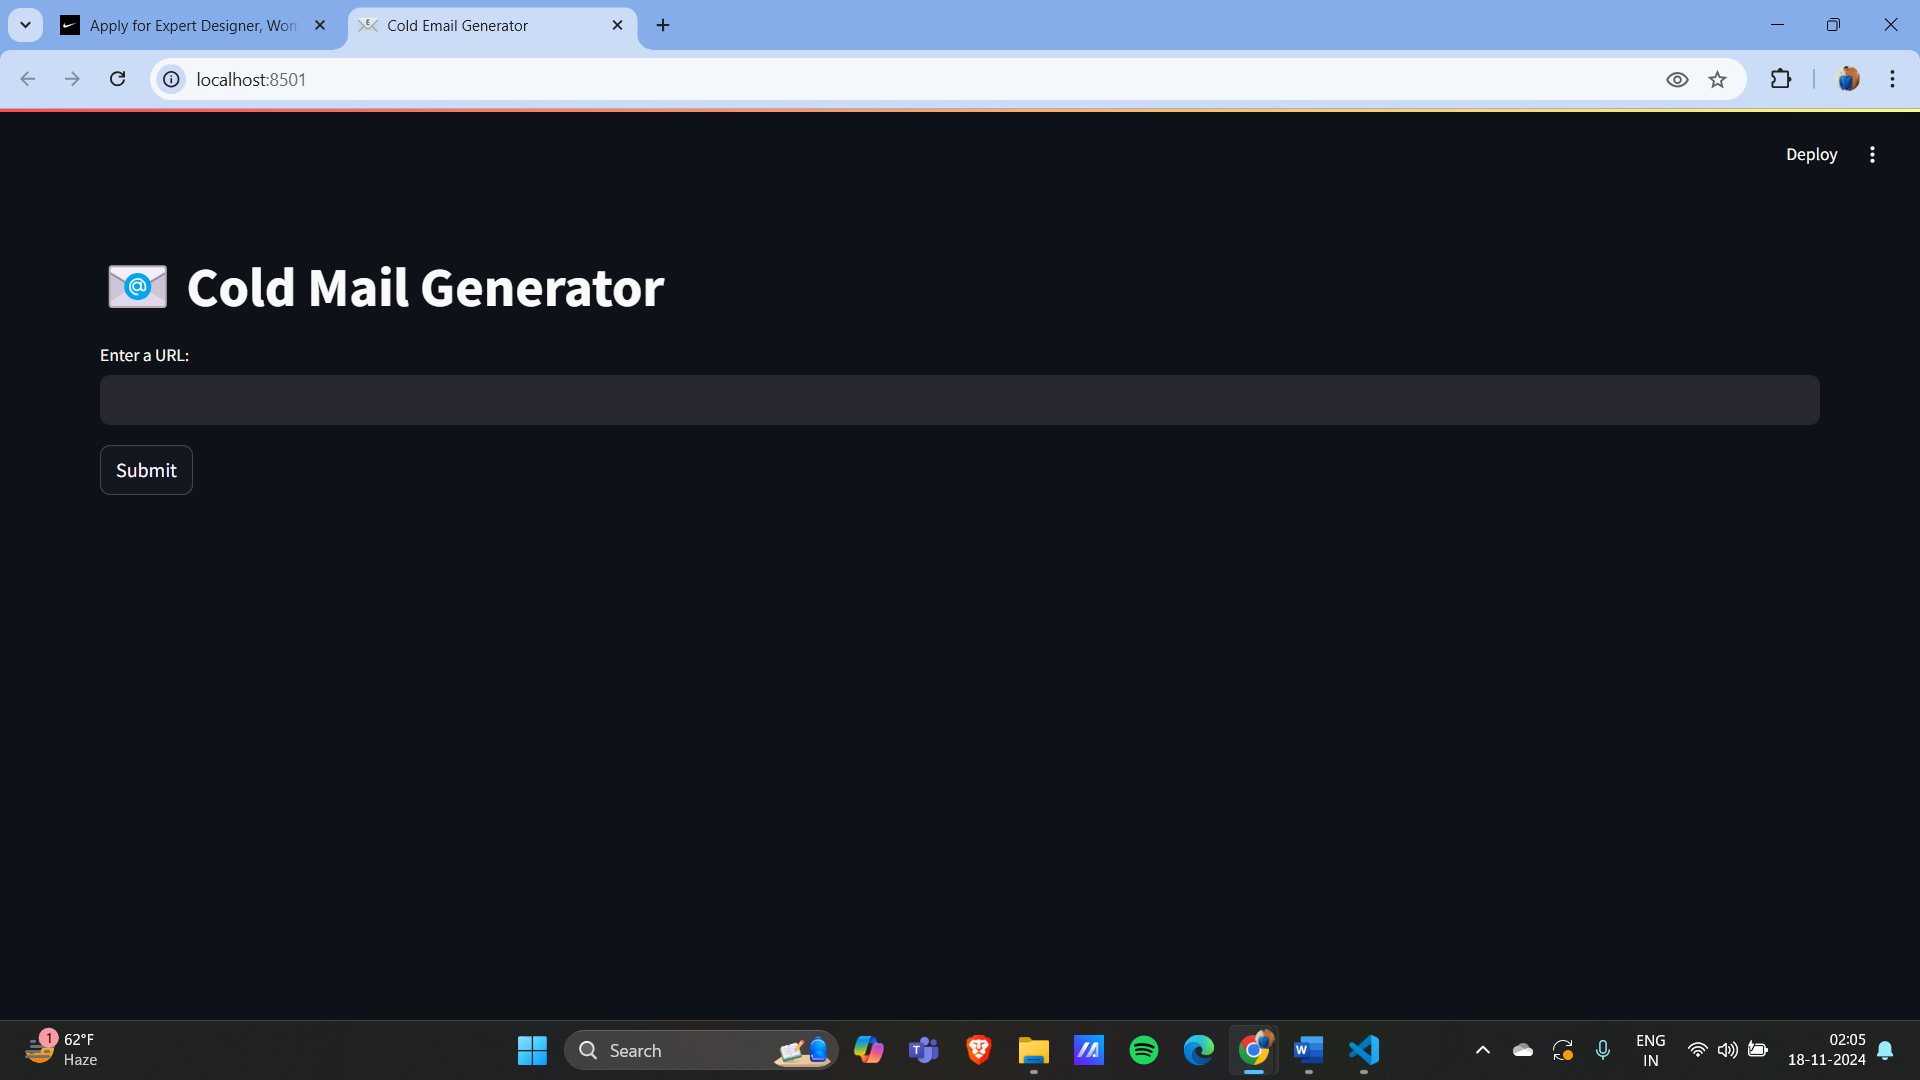 Apply for Expert Designer, Wom
Cold Email Generator
localhost:8501
Deploy
Cold Mail Generator
Enter a URL:
Submit
1
62°F
Haze
Search
ENG
IN
02:05
18-11-2024